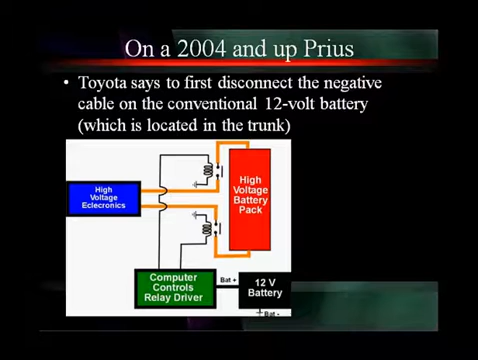 On a 2004 and up Prius
• Toyota says to first disconnect the negative
cable on the conventional 12-volt battery
(which is located in the trunk)
High
Voltage
Eclecronics
High
Voltage
Battery
Pack
Computer
Controls
Relay Driver
Bat +
12 V
Battery
Bat -